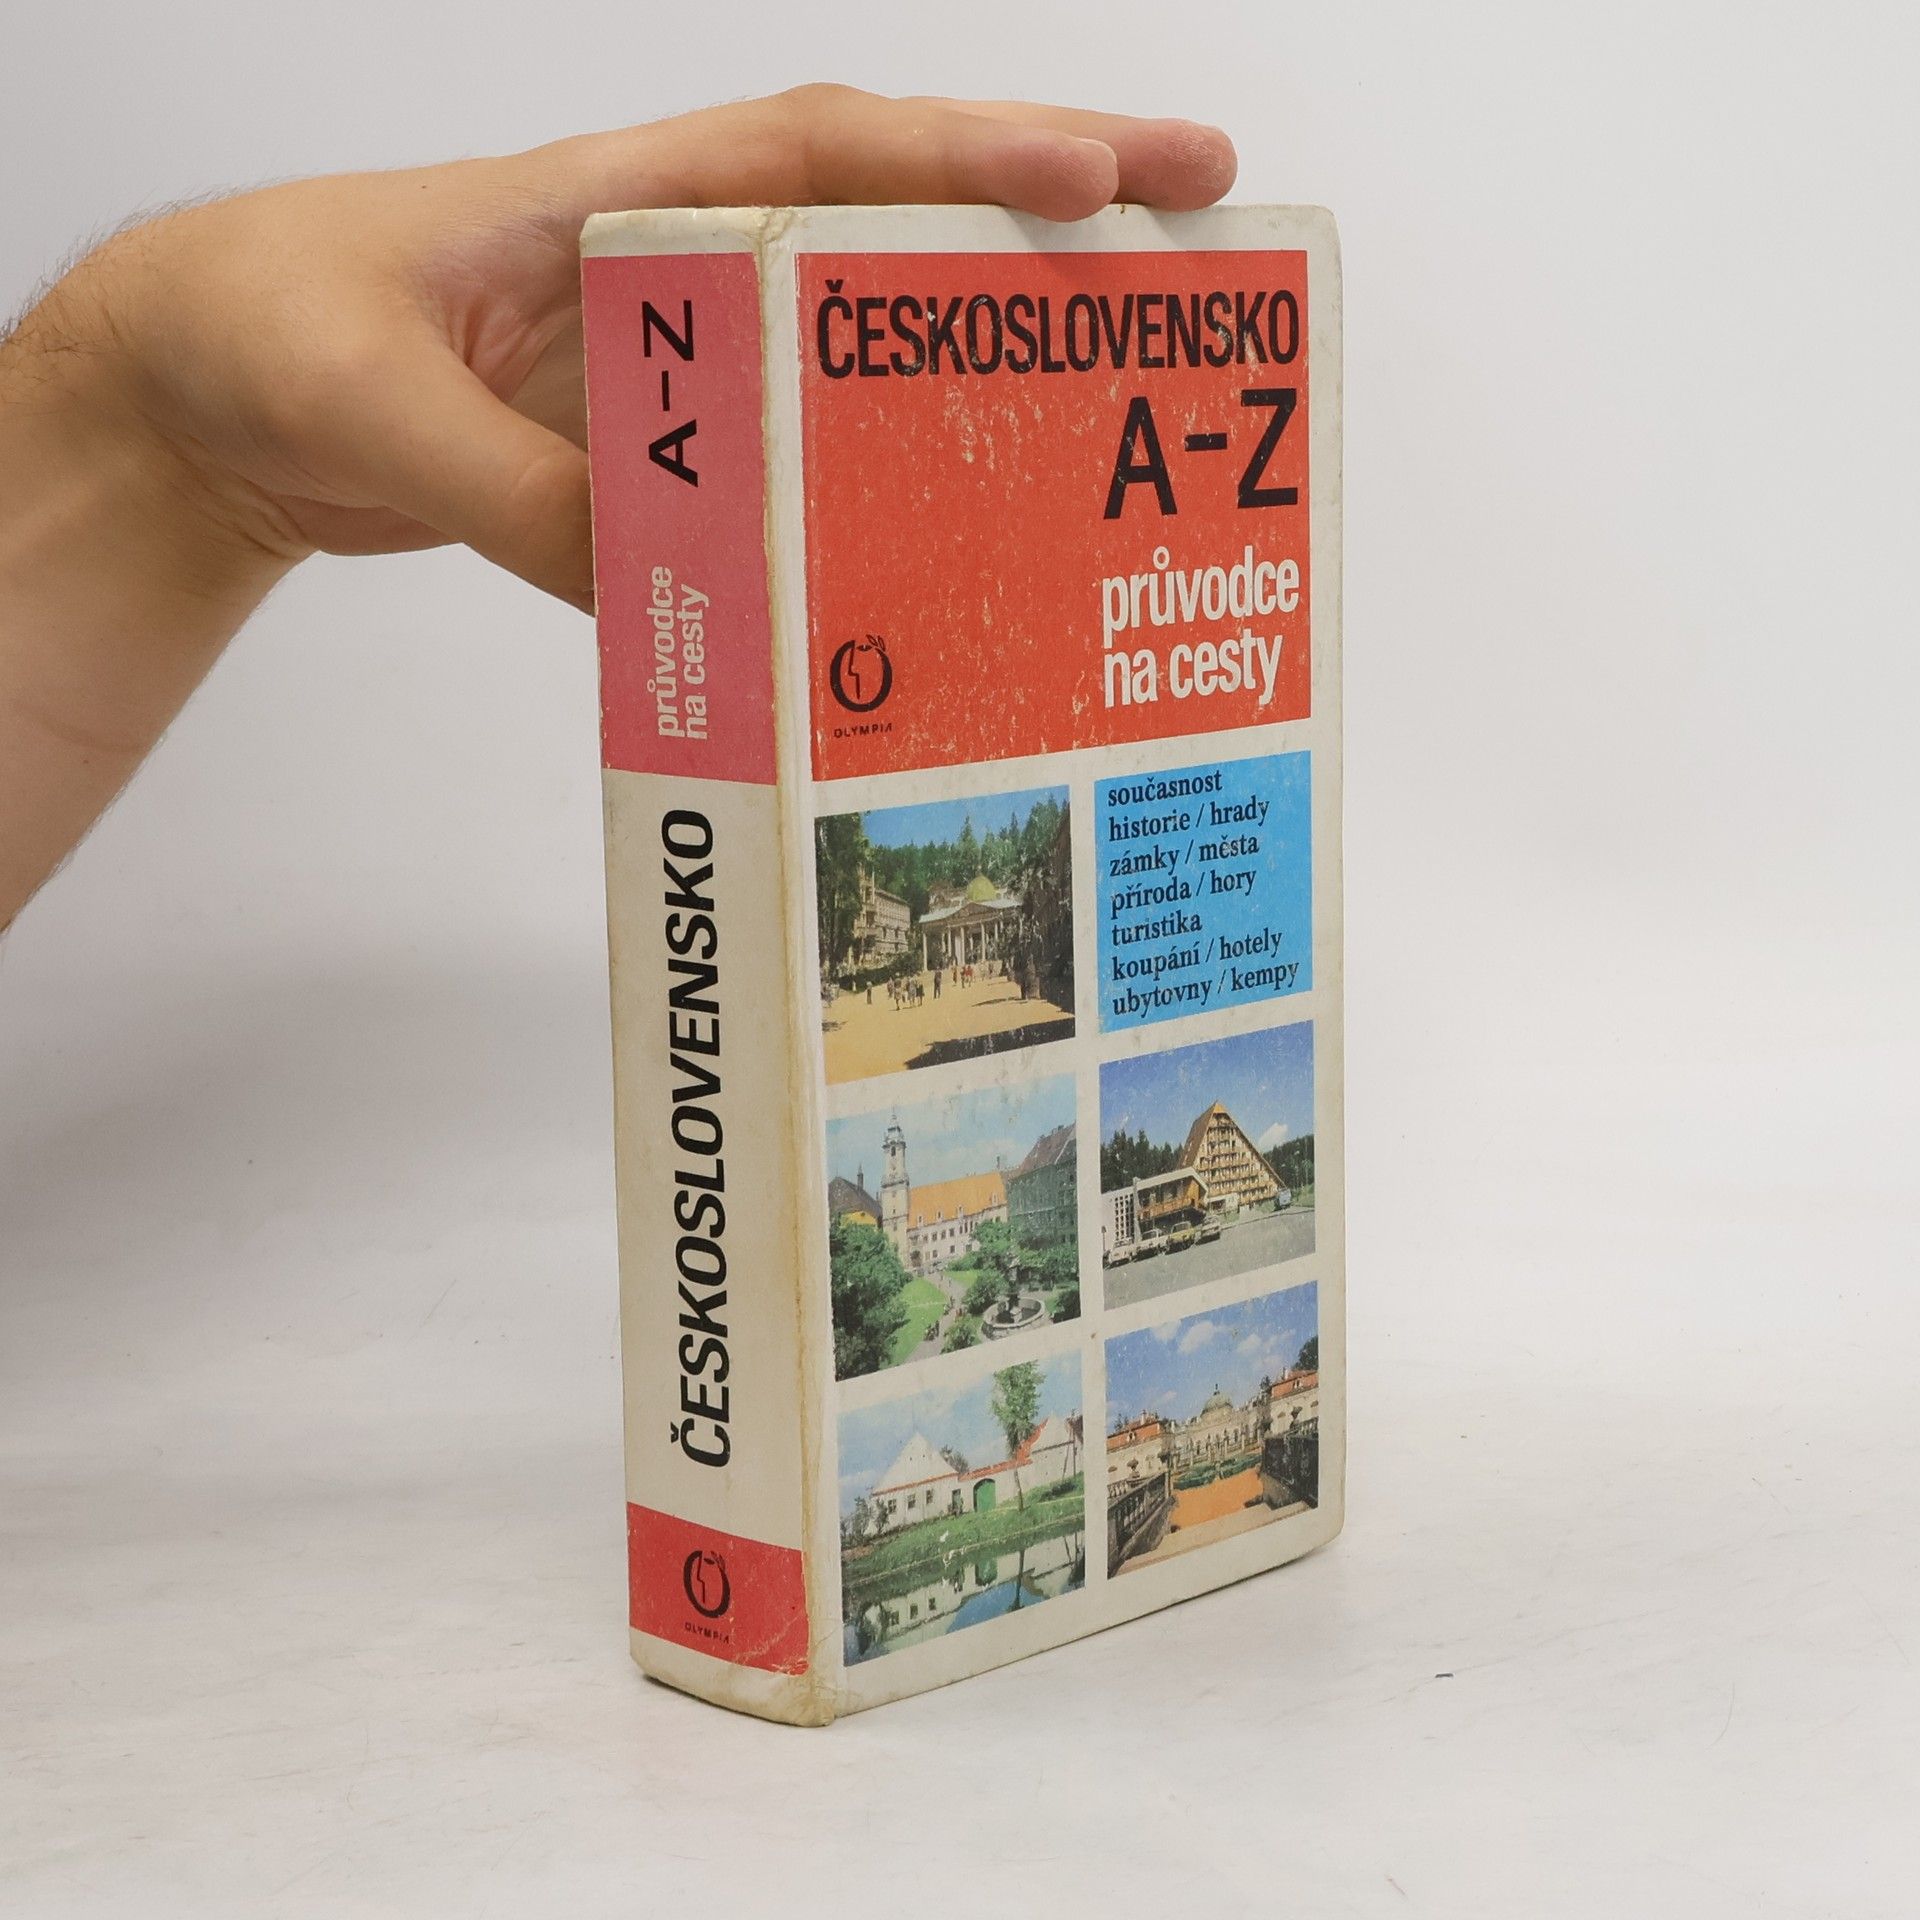 ČESKOSLOVENSKO
A-Z
průvodce
na cesty
OLYMPIA
současnost
historie / hrady
zámky / města
příroda / hory
turistika
koupání / hotely
ubytovny / kempy
ČESKOSLOVENSKO
průvodce
na cesty
A-Z
OLYMPIA